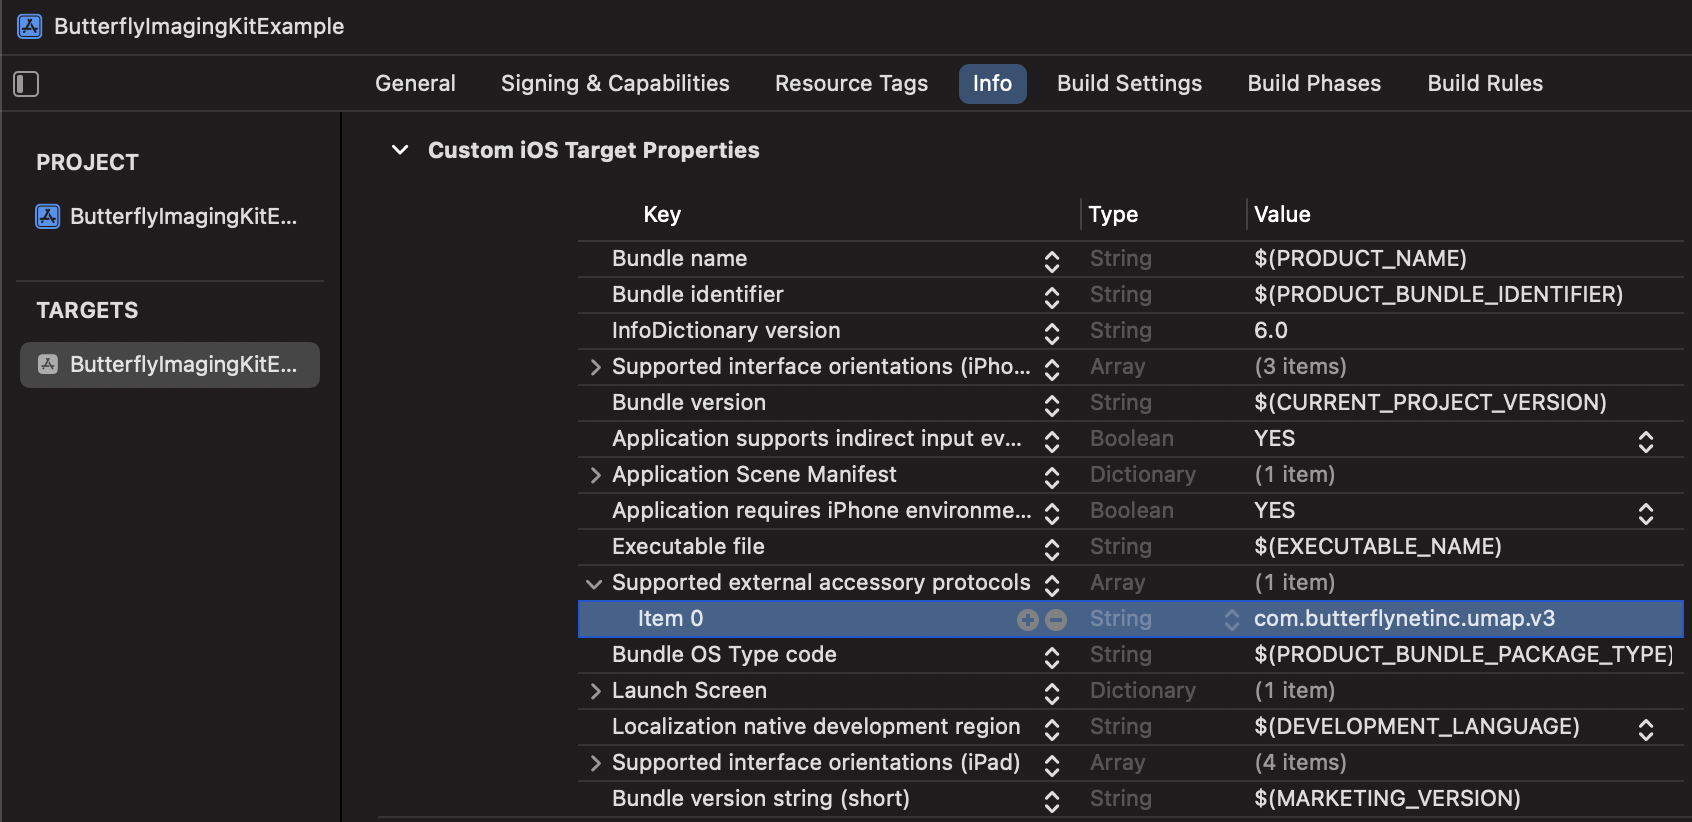 ButterflyImagingKitExample
General Signing & Capabilities Resource Tags Info Build Settings Build Phases Build Rules
PROJECT
ButterflyImagingKitE...
TARGETS
ButterflyImagingKitE...
Custom iOS Target Properties
Key Type Value
Bundle name String $(PRODUCT_NAME)
Bundle identifier String $(PRODUCT_BUNDLE_IDENTIFIER)
InfoDictionary version String 6.0
Supported interface orientations (iPho... Array (3 items)
Bundle version String $(CURRENT_PROJECT_VERSION)
Application supports indirect input ev... Boolean YES
Application Scene Manifest Dictionary (1 item)
Application requires iPhone environme... Boolean YES
Executable file String $(EXECUTABLE_NAME)
Supported external accessory protocols Array (1 item)
Item 0 String com.butterflynetinc.umap.v3
Bundle OS Type code String $(PRODUCT_BUNDLE_PACKAGE_TYPE)
Launch Screen Dictionary (1 item)
Localization native development region String $(DEVELOPMENT_LANGUAGE)
Supported interface orientations (iPad) Array (4 items)
Bundle version string (short) String $(MARKETING_VERSION)